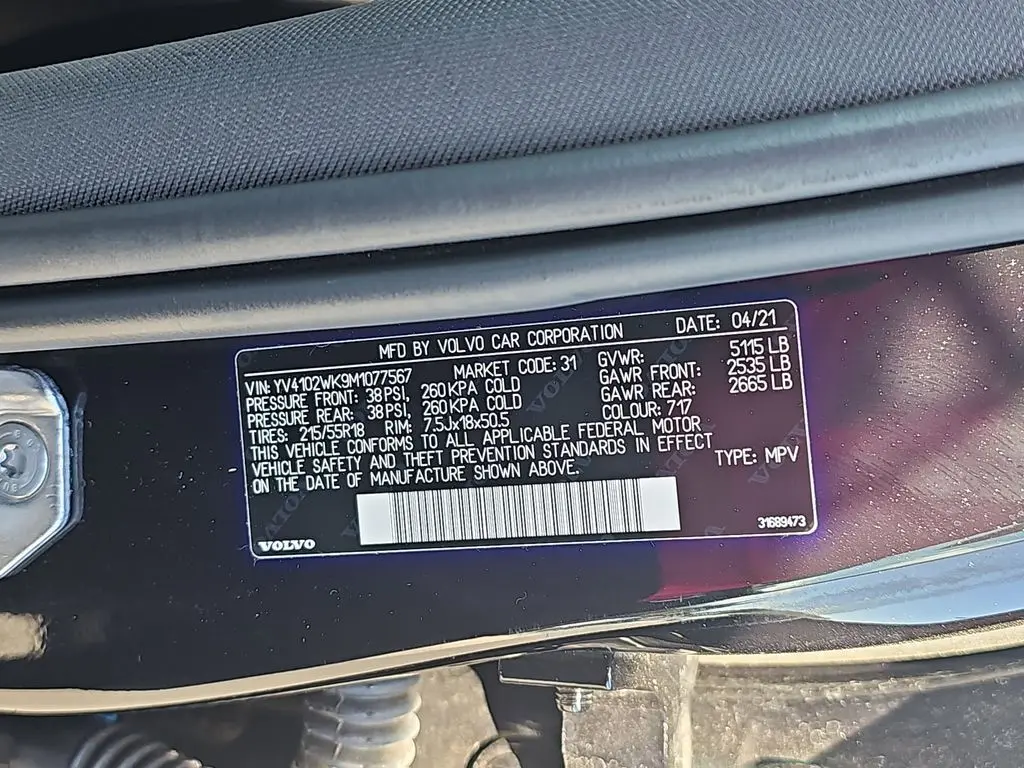 MFD BY VOLVO CAR CORPORATION DATE: 04/21
VIN: YV4102WK9M1077567 MARKET CODE: 31 GVWR: 5115 LB
PRESSURE FRONT: 38PSI, 260KPA COLD GAWR FRONT: 2535 LB
PRESSURE REAR: 38PSI, 260KPA COLD GAWR REAR: 2665 LB
TIRES: 215/55R18 RIM: 7.5Jx18x50.5 COLOUR: 717
THIS VEHICLE CONFORMS TO ALL APPLICABLE FEDERAL MOTOR
VEHICLE SAFETY AND THEFT PREVENTION STANDARDS IN EFFECT
ON THE DATE OF MANUFACTURE SHOWN ABOVE. TYPE: MPV
VOLVO 31689473